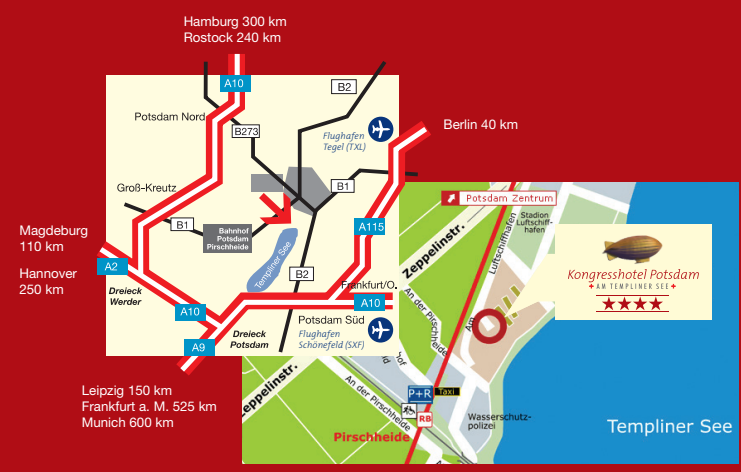 Hamburg 300 km
Rostock 240 km
A10
B2
Potsdam Nord
B273
Flughafen
Tegel (TXL)
Berlin 40 km
Groß-Kreutz
B1
B1
Bahnhof
Potsdam
Pirschheide
A115
Magdeburg
110 km
Hannover
250 km
A2
Templiner See
B2
Dreieck
Werder
A10
Frankfurt/O.
A10
Potsdam Süd
Dreieck
Potsdam
Flughafen
Schönefeld (SXF)
A9
Leipzig 150 km
Frankfurt a. M. 525 km
Munich 600 km
Potsdam Zentrum
Stadion
Luftschiff-
hafen
Luftschiffhafen
Zeppelinstr.
An der Pirschheide
Am
Kongresshotel Potsdam
AM TEMPLINER SEE
hof
Zeppelinstr.
An der Pirschheide
P+R
Taxi
RB
Wasserschutz-
polizei
Pirschheide
Templiner See